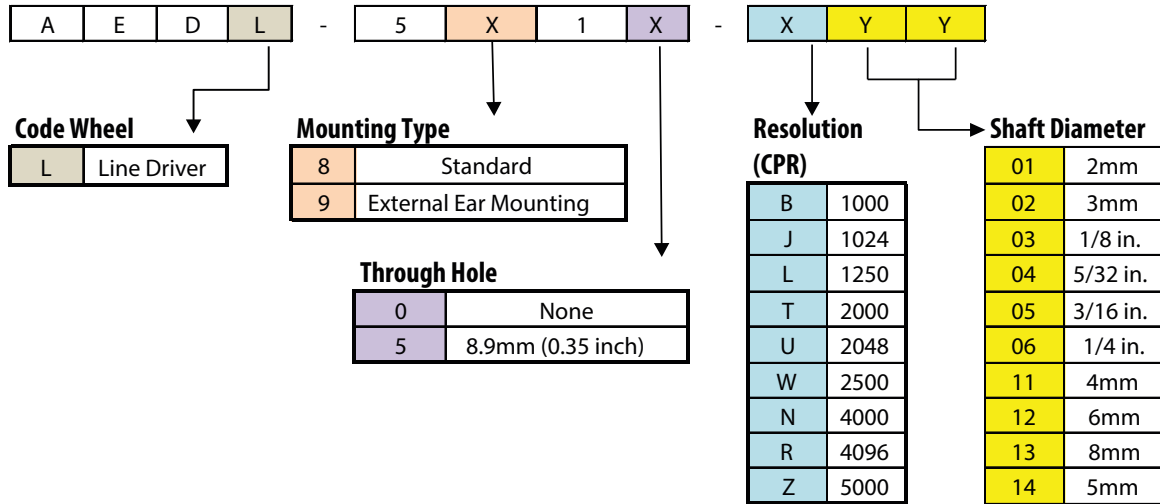 A E D L - 5 X 1 X - X Y Y
Code Wheel
L Line Driver
Mounting Type
8 Standard
9 External Ear Mounting
Through Hole
0 None
5 8.9mm (0.35 inch)
Resolution
(CPR)
B 1000
J 1024
L 1250
T 2000
U 2048
W 2500
N 4000
R 4096
Z 5000
Shaft Diameter
01 2mm
02 3mm
03 1/8 in.
04 5/32 in.
05 3/16 in.
06 1/4 in.
11 4mm
12 6mm
13 8mm
14 5mm